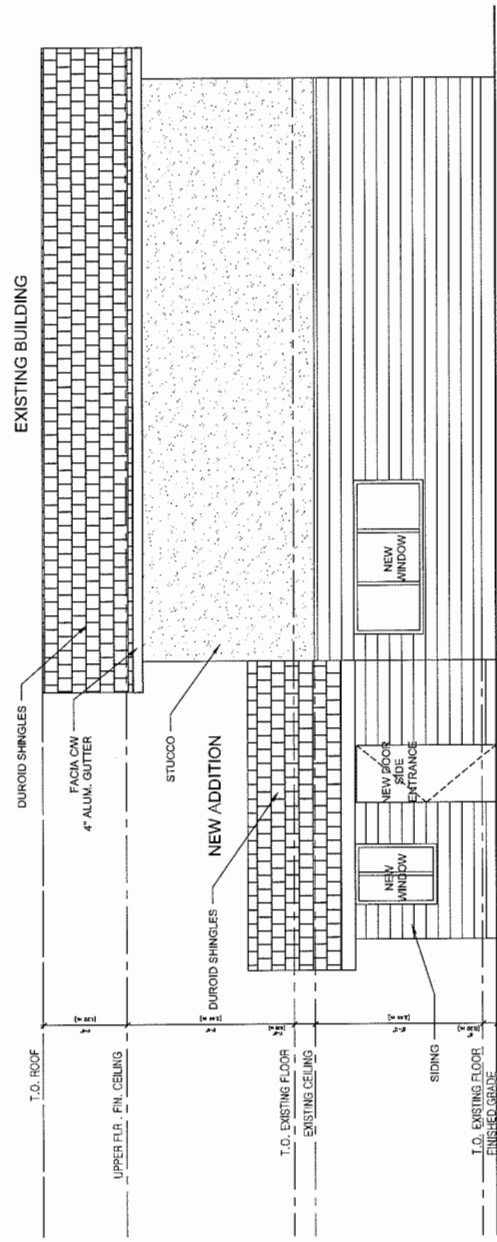 EXISTING BUILDING
DUROID SHINGLES
FACIA C/W
4" ALUM. GUTTER
STUCCO
NEW ADDITION
DUROID SHINGLES
NEW
WINDOW
NEW DOOR
SIDE
ENTRANCE
NEW
WINDOW
SIDING
T.O. ROOF
UPPER FLR . FIN. CEILING
T.O. EXISTING FLOOR
EXISTING CEILING
T.O. EXISTING FLOOR
FINISHED GRADE